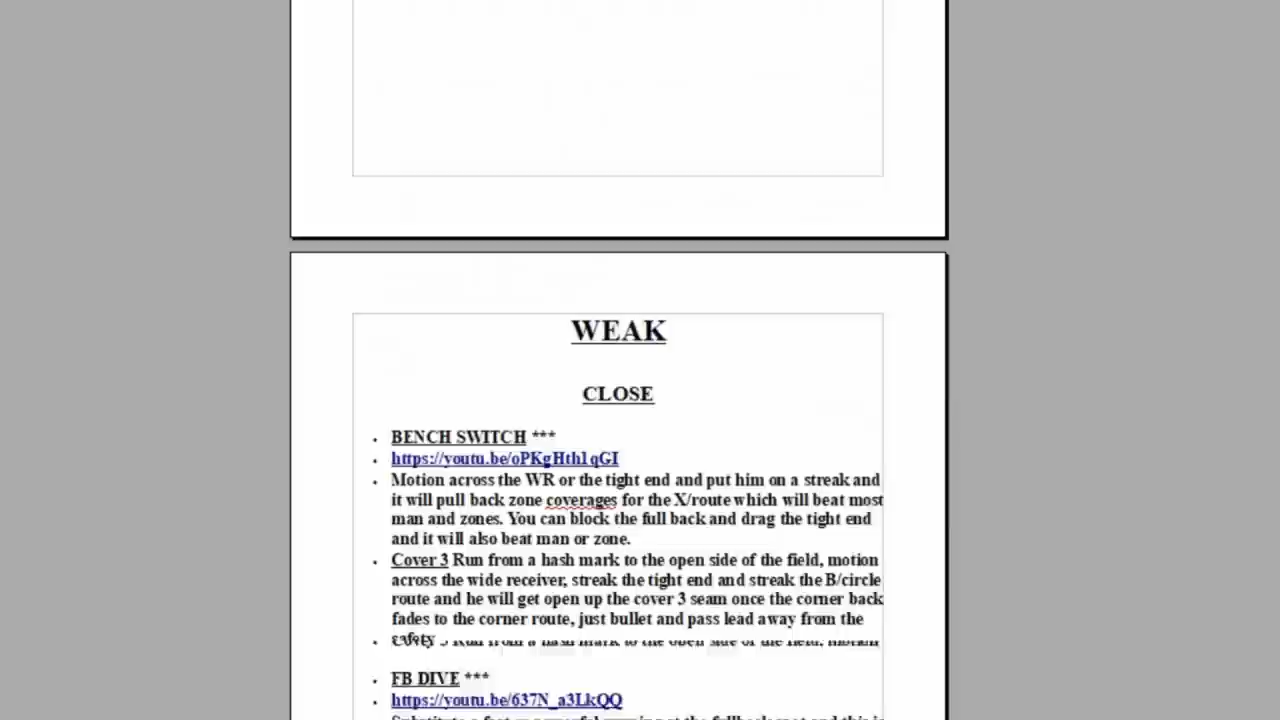 WEAK
CLOSE
BENCH SWITCH ***
https://youtu.be/oPKgHthlqGI
Motion across the WR or the tight end and put him on a streak and
it will pull back zone coverages for the X/route which will beat most
man and zones. You can block the full back and drag the tight end
and it will also beat man or zone.
Cover 3 Run from a hash mark to the open side of the field, motion
across the wide receiver, streak the tight end and streak the B/circle
route and he will get open up the cover 3 seam once the corner back
fades to the corner route, just bullet and pass lead away from the
safety
FB DIVE ***
https://youtu.be/637N_a3LkQQ